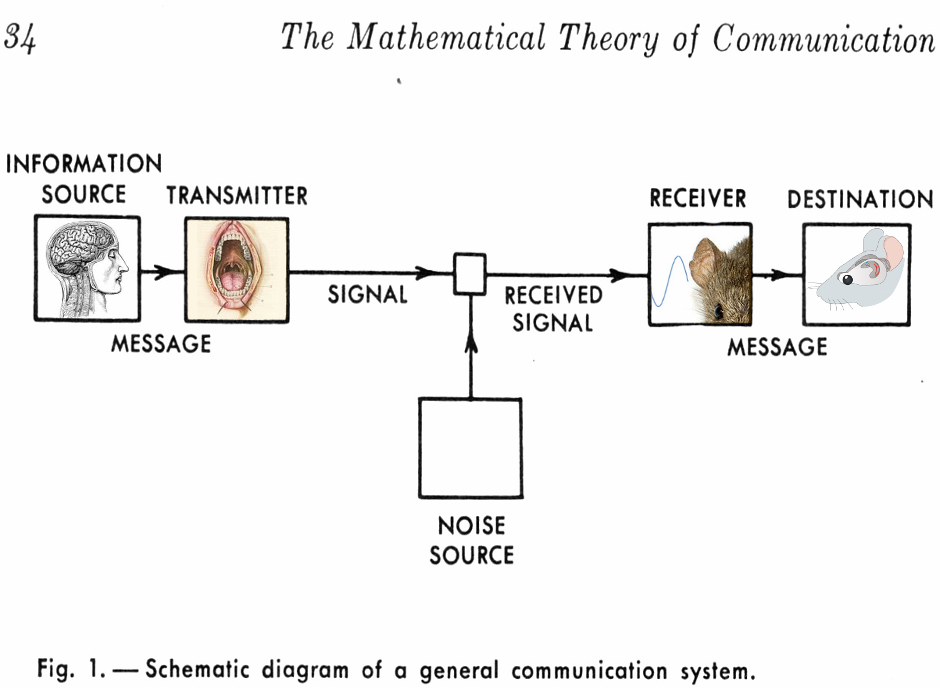 34 The Mathematical Theory of Communication
INFORMATION
SOURCE TRANSMITTER RECEIVER DESTINATION
SIGNAL RECEIVED
SIGNAL
MESSAGE MESSAGE
NOISE
SOURCE
Fig. 1. — Schematic diagram of a general communication system.